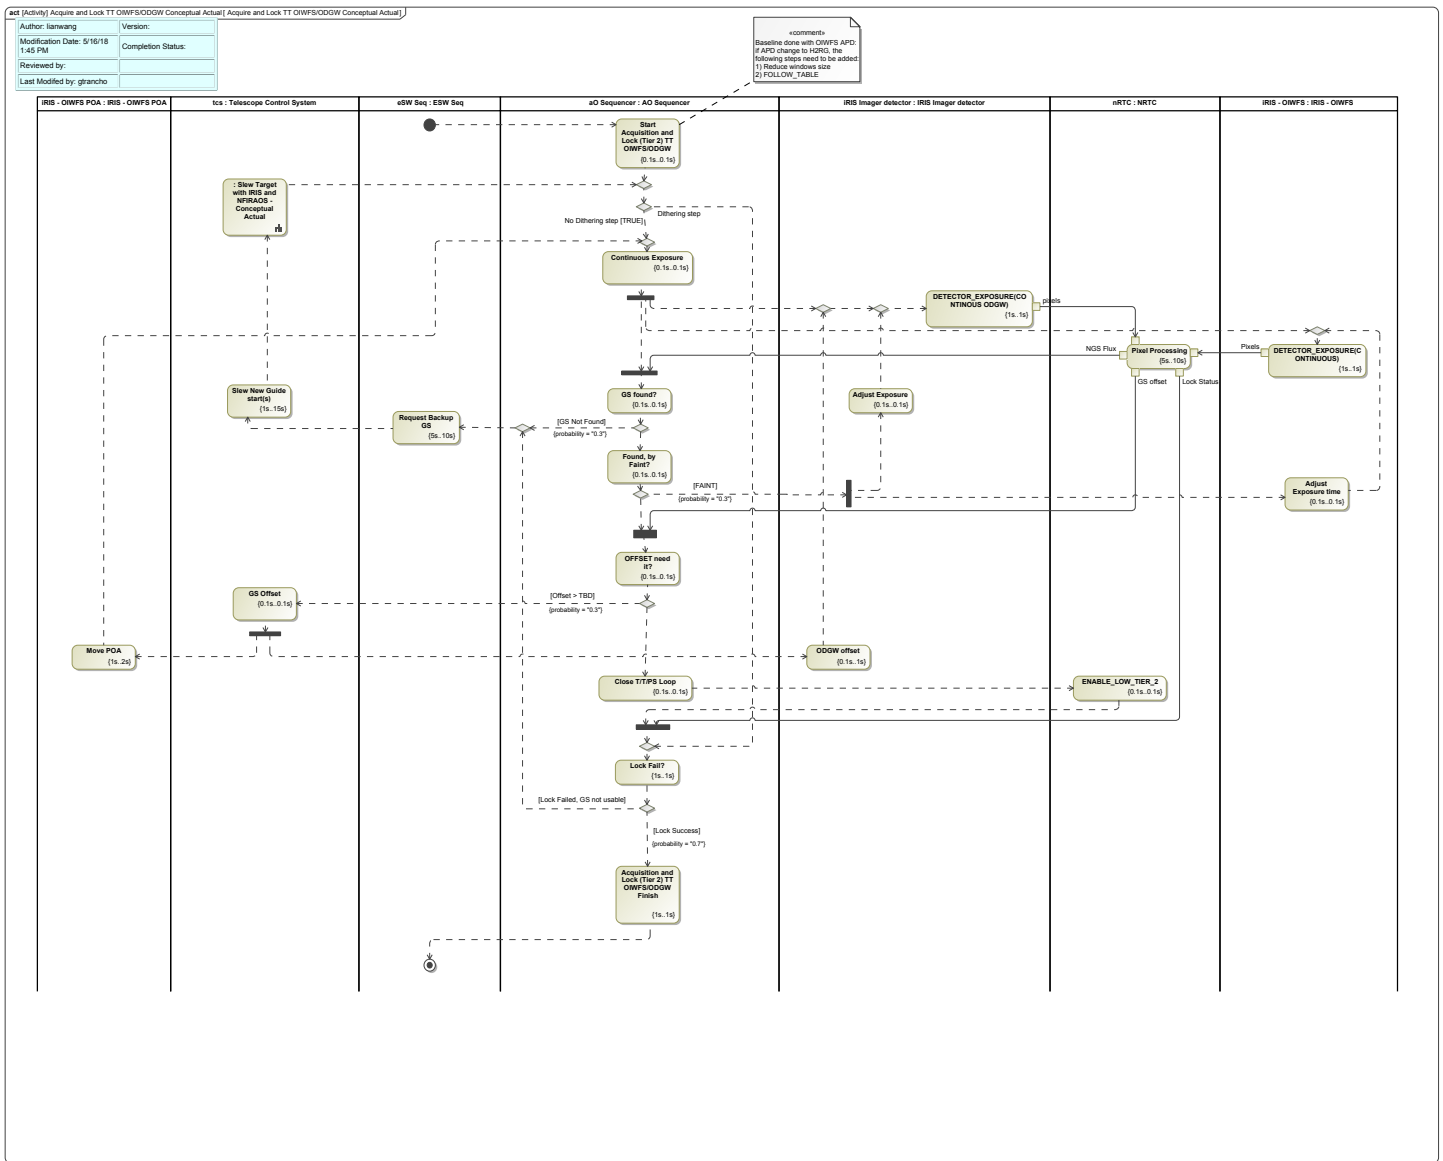 act [Activity] Acquire and Lock TT OIWFS/ODGW Conceptual Actual[ Acquire and Lock TT OIWFS/ODGW Conceptual Actual]
Author: lianwang
Version:
Modification Date: 5/16/18
1:45 PM
Completion Status:
Reviewed by:
Last Modifed by: gtrancho
«comment»
Baseline done with OIWFS APD:
if APD change to H2RG, the
following steps need to be added:
1) Reduce windows size
2) FOLLOW_TABLE
iRIS - OIWFS POA : IRIS - OIWFS POA
tcs : Telescope Control System
eSW Seq : ESW Seq
aO Sequencer : AO Sequencer
iRIS Imager detector : IRIS Imager detector
nRTC : NRTC
iRIS - OIWFS : IRIS - OIWFS
Start
Acquisition and
Lock (Tier 2) TT
OIWFS/ODGW
{0.1s..0.1s}
: Slew Target
with IRIS and
NFIRAOS -
Conceptual
Actual
Dithering step
No Dithering step [TRUE]
Continuous Exposure
{0.1s..0.1s}
DETECTOR_EXPOSURE(CO
NTINOUS ODGW)
{1s..1s}
pixels
NGS Flux
Pixel Processing
{5s..10s}
Pixels
DETECTOR_EXPOSURE(C
ONTINUOUS)
{1s..1s}
GS offset
Lock Status
Slew New Guide
start(s)
{1s..15s}
Request Backup
GS
{5s..10s}
GS found?
{0.1s..0.1s}
Adjust Exposure
{0.1s..0.1s}
[GS Not Found]
{probability = "0.3"}
Found, by
Faint?
{0.1s..0.1s}
[FAINT]
{probability = "0.3"}
Adjust
Exposure time
{0.1s..0.1s}
OFFSET need
it?
{0.1s..0.1s}
GS Offset
{0.1s..0.1s}
[Offset > TBD]
{probability = "0.3"}
Move POA
{1s..2s}
ODGW offset
{0.1s..1s}
Close T/T/PS Loop
{0.1s..0.1s}
ENABLE_LOW_TIER_2
{0.1s..0.1s}
Lock Fail?
{1s..1s}
[Lock Failed, GS not usable]
[Lock Success]
{probability = "0.7"}
Acquisition and
Lock (Tier 2) TT
OIWFS/ODGW
Finish
{1s..1s}